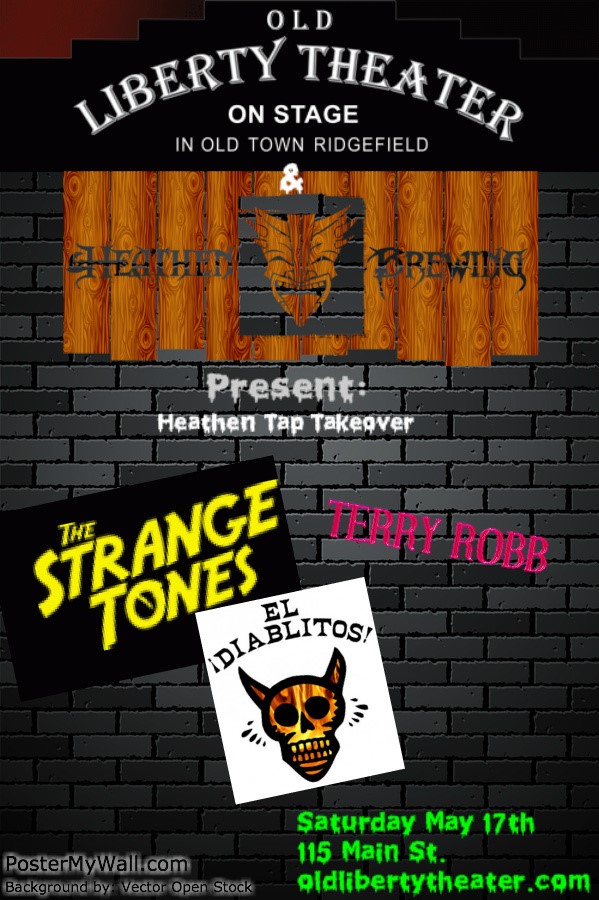 OLD
LIBERTY THEATER
ON STAGE
IN OLD TOWN RIDGEFIELD
&
HEATHEN BREWING
Present:
Heathen Tap Takeover
THE
STRANGE
TONES
TERRY ROBB
EL
¡DIABLITOS!
Saturday May 17th
115 Main St.
oldlibertytheater.com
PosterMyWall.com
Background by: Vector Open Stock